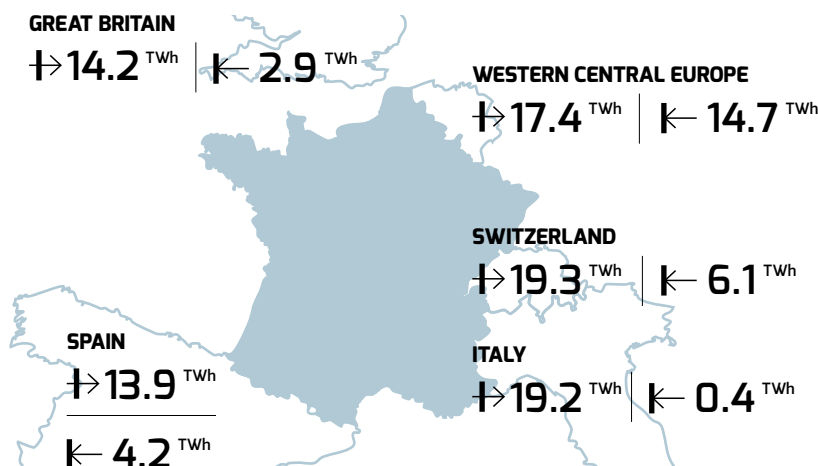 GREAT BRITAIN
14.2 TWh 2.9 TWh
WESTERN CENTRAL EUROPE
17.4 TWh 14.7 TWh
SWITZERLAND
19.3 TWh 6.1 TWh
SPAIN
13.9 TWh
4.2 TWh
ITALY
19.2 TWh 0.4 TWh